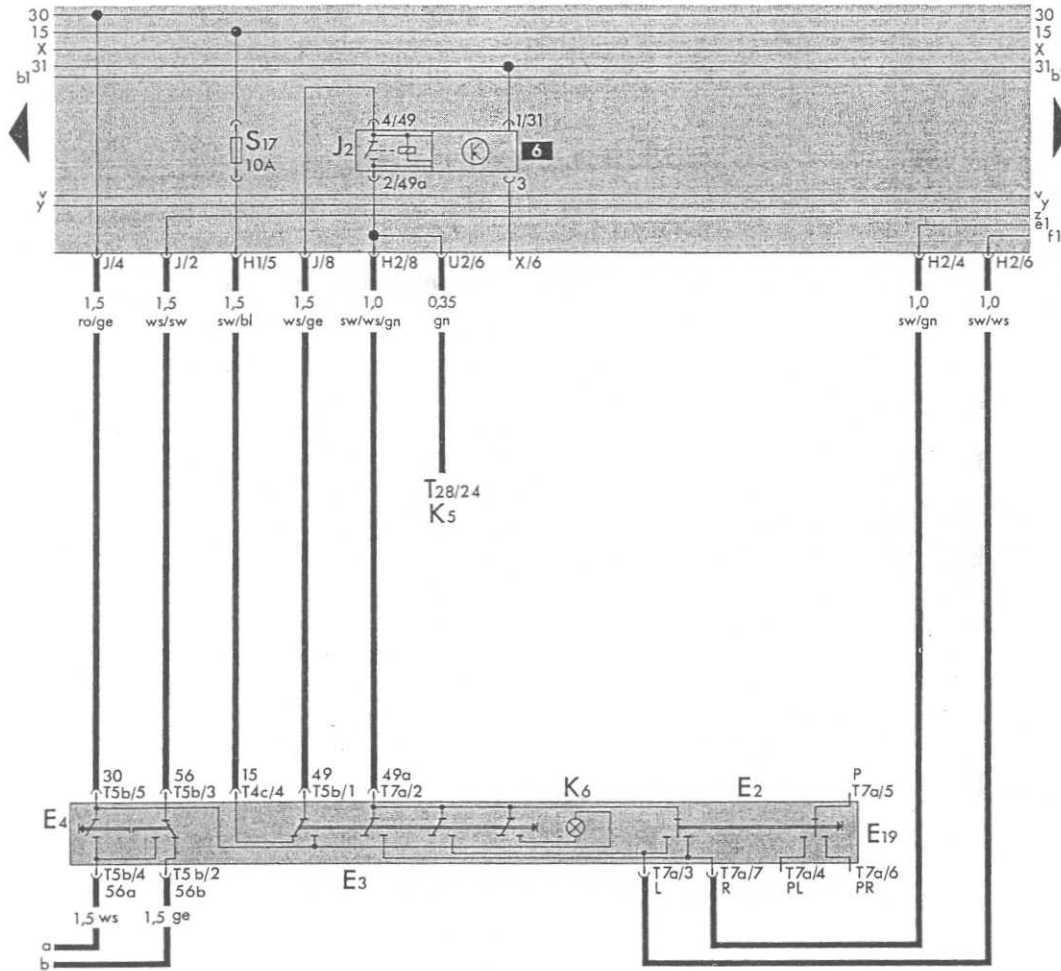 30 30
15 15
X X
31 31
b1 b
4/49 1/31
S17 J2 K 6
10A
2/49a 3
v v
y y
z
e1
f1
J/4 J/2 H1/5 J/8 H2/8 U2/6 X/6 H2/4 H2/6
1,5 1,5 1,5 1,5 1,0 0,35 1,0 1,0
ro/ge ws/sw sw/bl ws/ge sw/ws/gn gn sw/gn sw/ws
T28/24
K5
30 56 15 49 49a K6 E2 P
T5b/5 T5b/3 T4c/4 T5b/1 T7a/2 T7a/5
E4 E19
T5b/4 T5b/2 E3 T7a/3 T7a/7 T7a/4 T7a/6
56a 56b L R PL PR
1,5 ws 1,5 ge
a
b